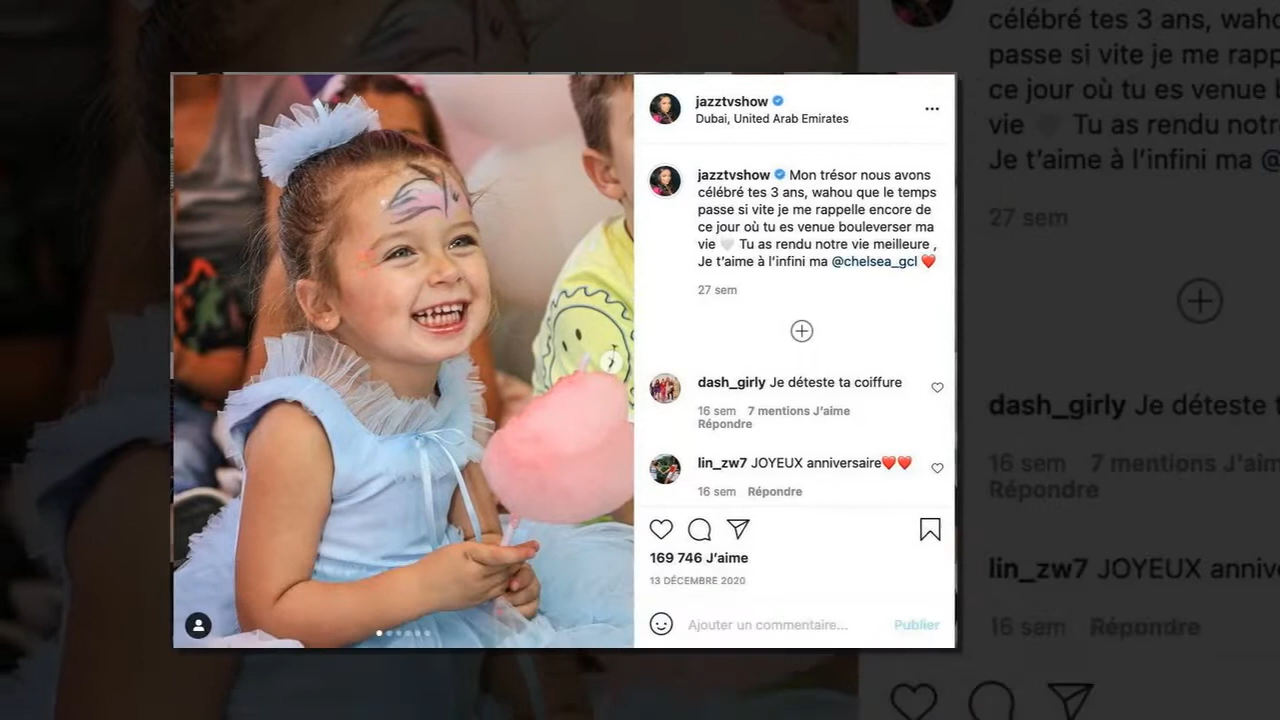 jazztvshow
Dubai, United Arab Emirates
jazztvshow Mon trésor nous avons
célébré tes 3 ans, wahou que le temps
passe si vite je me rappelle encore de
ce jour où tu es venue bouleverser ma
vie 🤍 Tu as rendu notre vie meilleure ,
Je t'aime à l'infini ma @chelsea_gcl ❤️
27 sem
dash_girly Je déteste ta coiffure
16 sem 7 mentions J'aime
Répondre
lin_zw7 JOYEUX anniversaire❤️❤️
16 sem Répondre
169 746 J'aime
13 DÉCEMBRE 2020
Ajouter un commentaire... Publier
célébré tes 3 ans, waho
passe si vite je me rapp
ce jour où tu es venue b
vie 🤍 Tu as rendu notr
Je t'aime à l'infini ma @
27 sem
dash_girly Je déteste t
16 sem 7 mentions J'aim
Répondre
lin_zw7 JOYEUX annive
16 sem Répondre